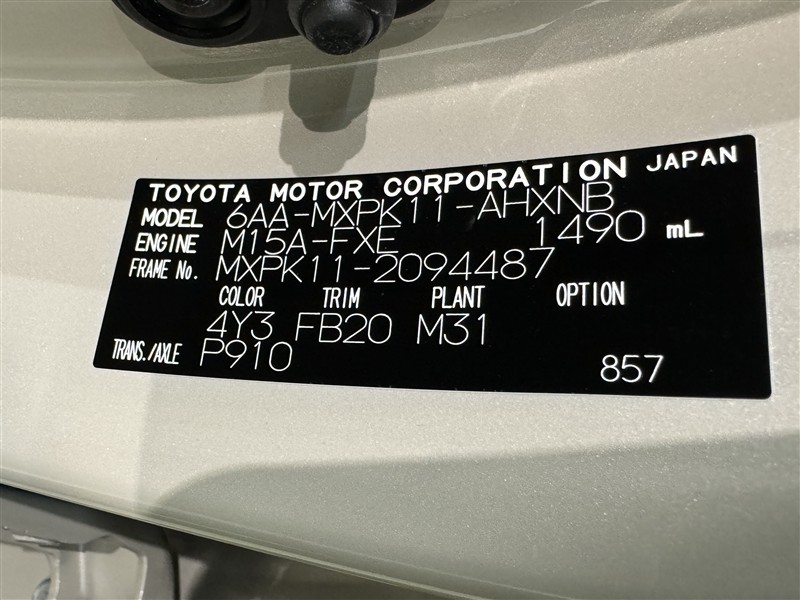 TOYOTA MOTOR CORPORATION JAPAN
MODEL 6AA-MXPK11-AHXNB
ENGINE M15A-FXE 1490 mL
FRAME No. MXPK11-2094487
COLOR TRIM PLANT OPTION
4Y3 FB20 M31
TRANS./AXLE P910
857